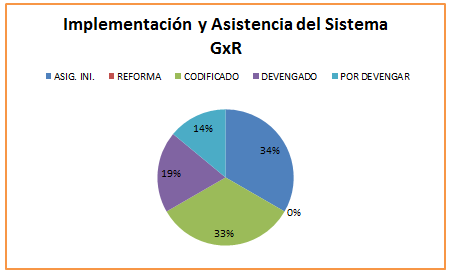 Implementación y Asistencia del Sistema
GxR
ASIG. INI. REFORMA CODIFICADO DEVENGADO POR DEVENGAR
14%
34%
19%
0%
33%